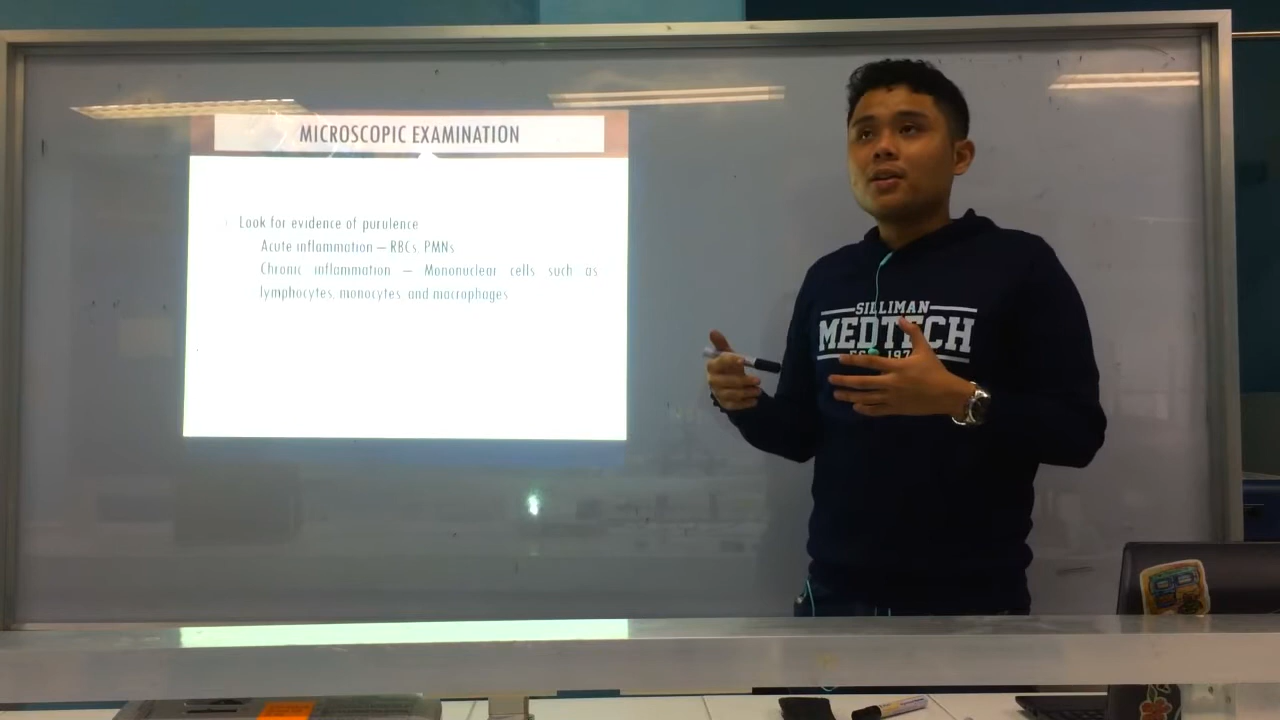 MICROSCOPIC EXAMINATION
Look for evidence of purulence
Acute inflammation – RBCs, PMNs
Chronic inflammation – Mononuclear cells such as
lymphocytes, monocytes, and macrophages
SILLIMAN
MEDTECH